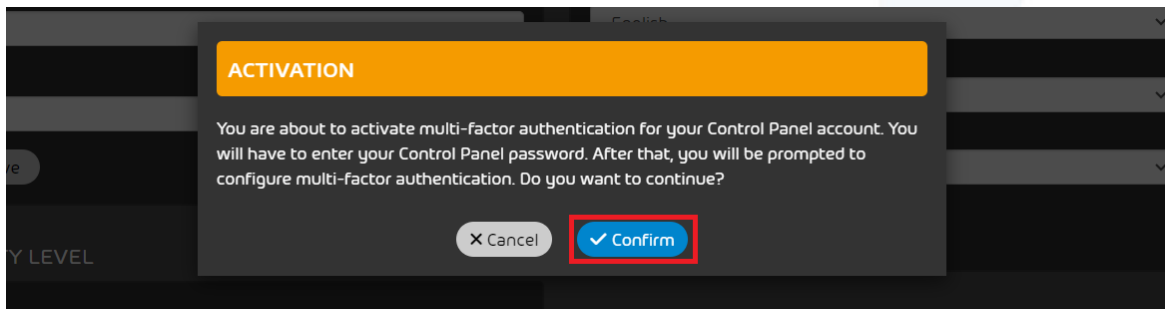 English
ACTIVATION
You are about to activate multi-factor authentication for your Control Panel account. You
will have to enter your Control Panel password. After that, you will be prompted to
configure multi-factor authentication. Do you want to continue?
Cancel
Confirm
Y LEVEL